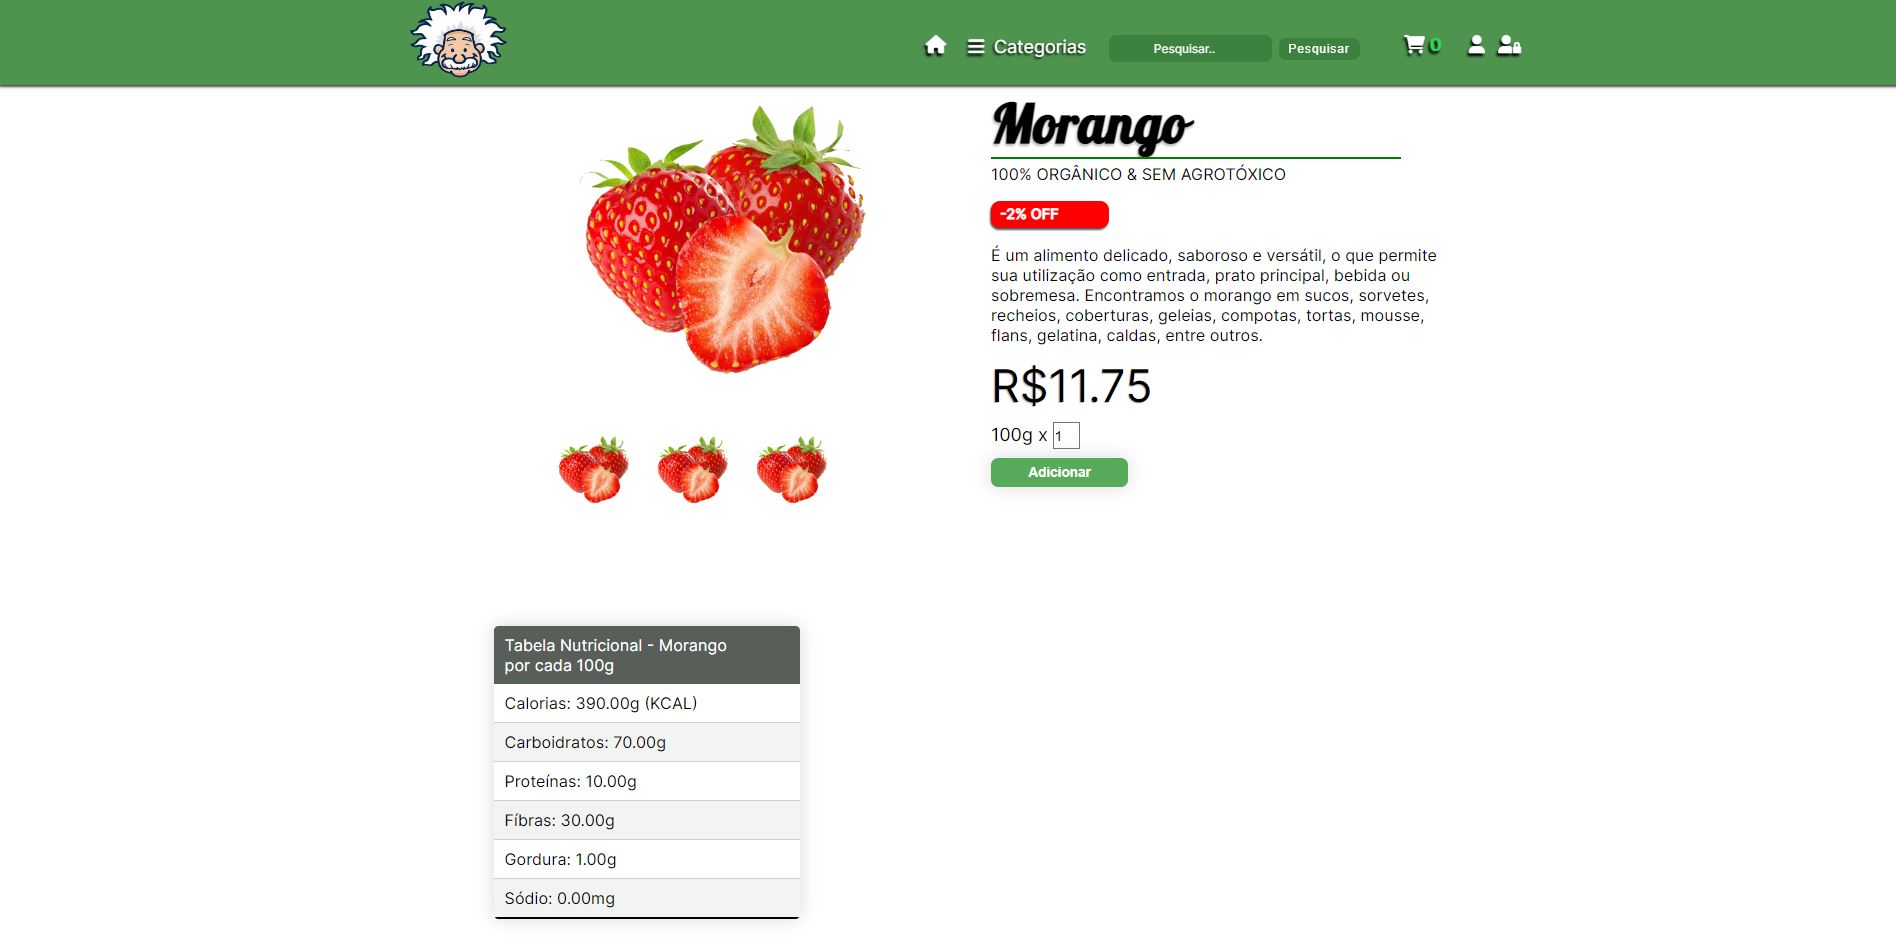 Categorias
Pesquisar..
Pesquisar
0
Morango
100% ORGÂNICO & SEM AGROTÓXICO
-2% OFF
É um alimento delicado, saboroso e versátil, o que permite
sua utilização como entrada, prato principal, bebida ou
sobremesa. Encontramos o morango em sucos, sorvetes,
recheios, coberturas, geleias, compotas, tortas, mousse,
flans, gelatina, caldas, entre outros.
R$11.75
100g x 1
Adicionar
Tabela Nutricional - Morango
por cada 100g
Calorias: 390.00g (KCAL)
Carboidratos: 70.00g
Proteínas: 10.00g
Fíbras: 30.00g
Gordura: 1.00g
Sódio: 0.00mg